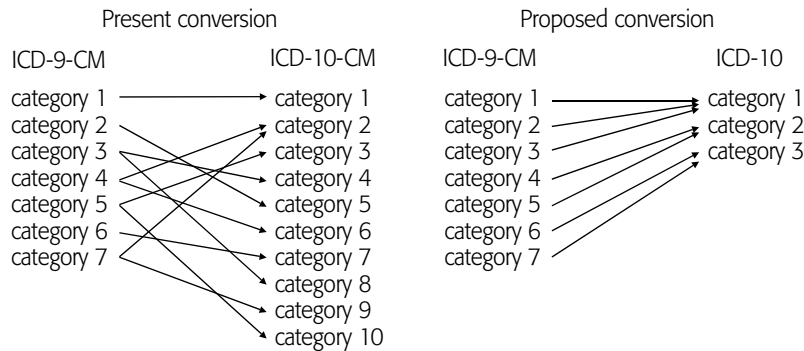 Present conversion
ICD-9-CM ICD-10-CM
category 1 category 1
category 2 category 2
category 3 category 3
category 4 category 4
category 5 category 5
category 6 category 6
category 7 category 7
category 8
category 9
category 10
Proposed conversion
ICD-9-CM ICD-10
category 1 category 1
category 2 category 2
category 3 category 3
category 4
category 5
category 6
category 7